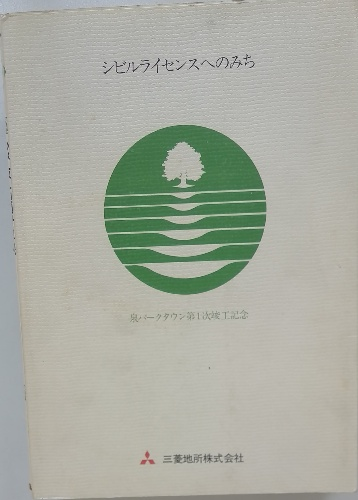 シビルライセンスへのみち
泉パークタウン第1次竣工記念
三菱地所株式会社